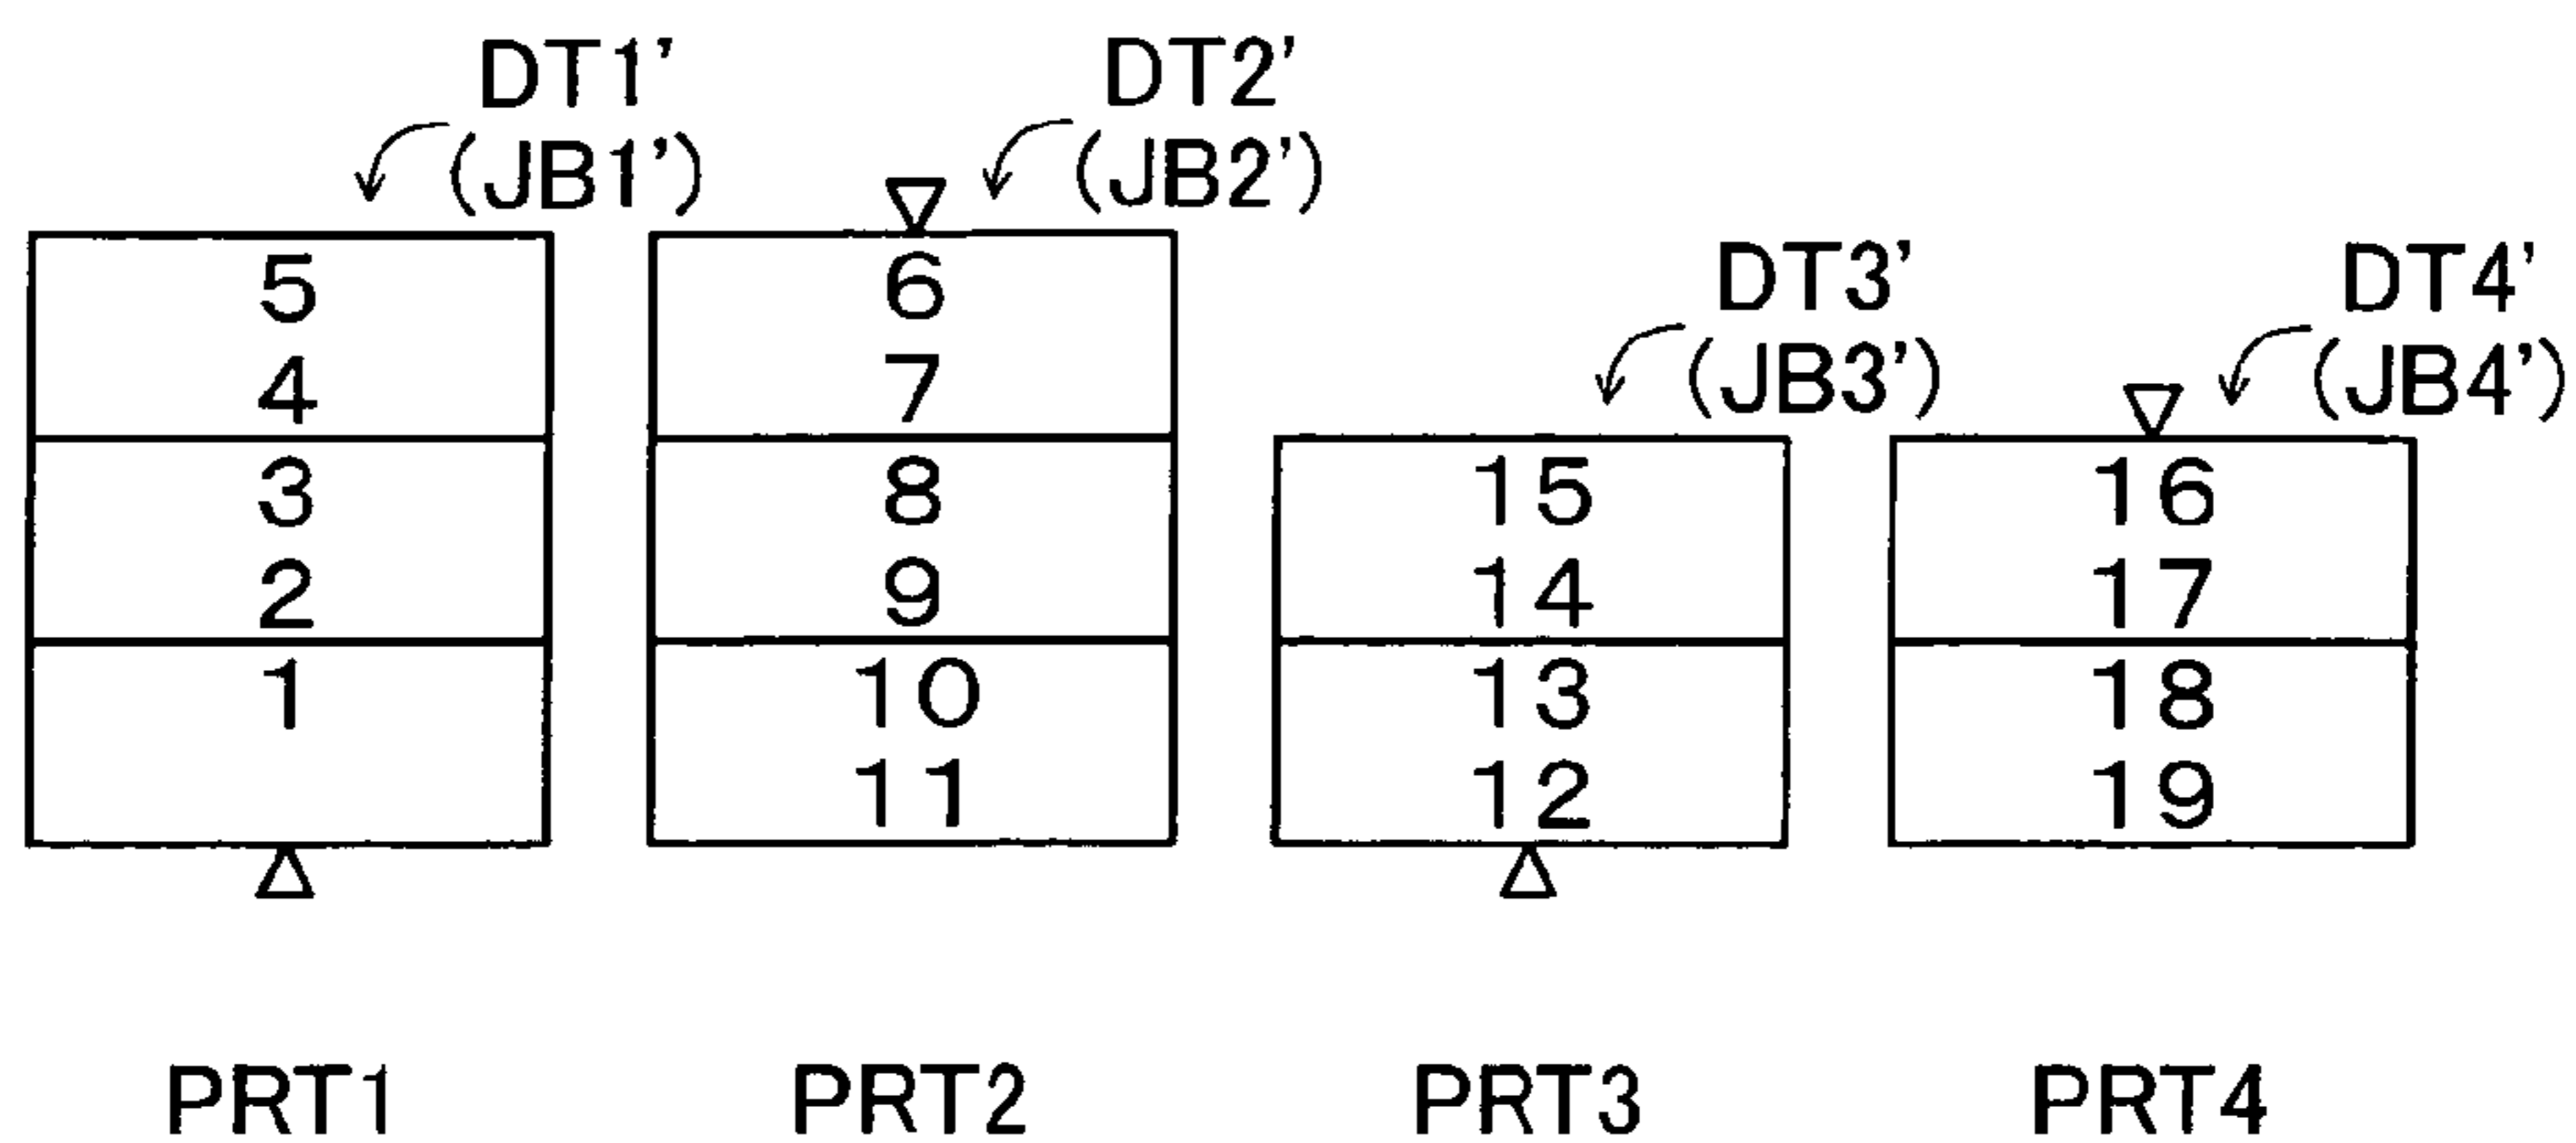 DT1'
(JB1')
DT2'
(JB2')
DT3'
(JB3')
DT4'
(JB4')
5
4
3
2
1
6
7
8
9
10
11
15
14
13
12
16
17
18
19
PRT1
PRT2
PRT3
PRT4